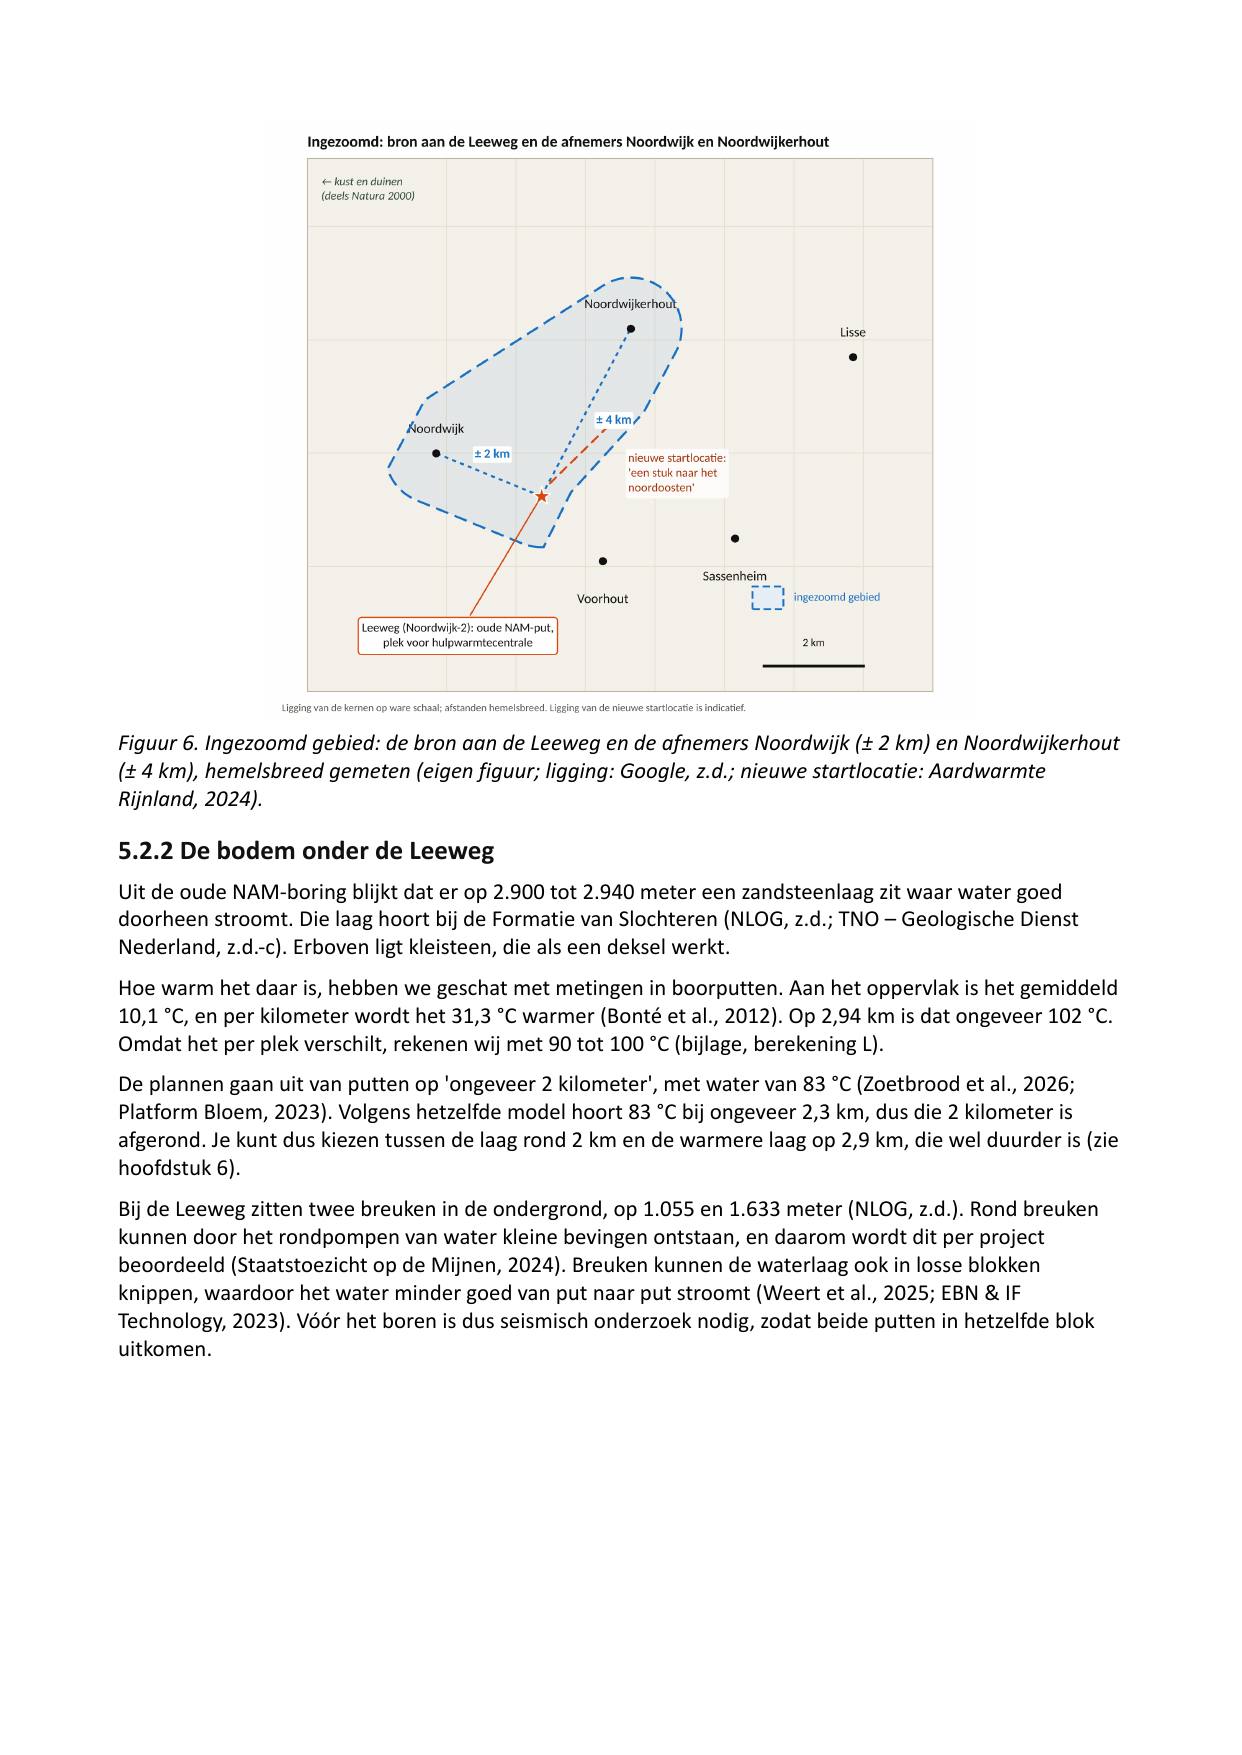 Ingezoomd: bron aan de Leeweg en de afnemers Noordwijk en Noordwijkerhout
← kust en duinen
(deels Natura 2000)
Noordwijkerhout
Lisse
± 4 km
Noordwijk
± 2 km
nieuwe startlocatie:
'een stuk naar het
noordoosten'
Sassenheim
Voorhout
ingezoomd gebied
Leeweg (Noordwijk-2): oude NAM-put,
plek voor hulpwarmtecentrale
2 km
Ligging van de kernen op ware schaal; afstanden hemelsbreed. Ligging van de nieuwe startlocatie is indicatief.
Figuur 6. Ingezoomd gebied: de bron aan de Leeweg en de afnemers Noordwijk (± 2 km) en Noordwijkerhout
(± 4 km), hemelsbreed gemeten (eigen figuur; ligging: Google, z.d.; nieuwe startlocatie: Aardwarmte
Rijnland, 2024).
5.2.2 De bodem onder de Leeweg
Uit de oude NAM-boring blijkt dat er op 2.900 tot 2.940 meter een zandsteenlaag zit waar water goed
doorheen stroomt. Die laag hoort bij de Formatie van Slochteren (NLOG, z.d.; TNO – Geologische Dienst
Nederland, z.d.-c). Erboven ligt kleisteen, die als een deksel werkt.
Hoe warm het daar is, hebben we geschat met metingen in boorputten. Aan het oppervlak is het gemiddeld
10,1 °C, en per kilometer wordt het 31,3 °C warmer (Bonté et al., 2012). Op 2,94 km is dat ongeveer 102 °C.
Omdat het per plek verschilt, rekenen wij met 90 tot 100 °C (bijlage, berekening L).
De plannen gaan uit van putten op 'ongeveer 2 kilometer', met water van 83 °C (Zoetbrood et al., 2026;
Platform Bloem, 2023). Volgens hetzelfde model hoort 83 °C bij ongeveer 2,3 km, dus die 2 kilometer is
afgerond. Je kunt dus kiezen tussen de laag rond 2 km en de warmere laag op 2,9 km, die wel duurder is (zie
hoofdstuk 6).
Bij de Leeweg zitten twee breuken in de ondergrond, op 1.055 en 1.633 meter (NLOG, z.d.). Rond breuken
kunnen door het rondpompen van water kleine bevingen ontstaan, en daarom wordt dit per project
beoordeeld (Staatstoezicht op de Mijnen, 2024). Breuken kunnen de waterlaag ook in losse blokken
knippen, waardoor het water minder goed van put naar put stroomt (Weert et al., 2025; EBN & IF
Technology, 2023). Vóór het boren is dus seismisch onderzoek nodig, zodat beide putten in hetzelfde blok
uitkomen.